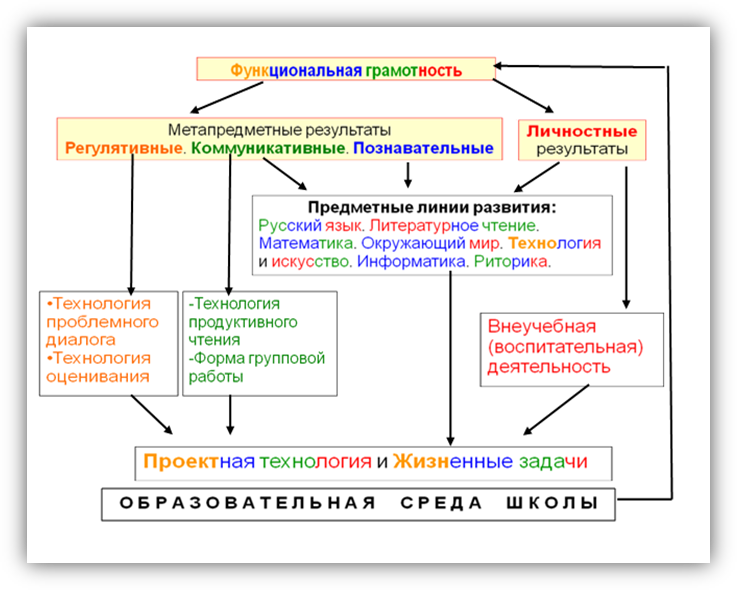 Функциональная грамотность
Метапредметные результаты
Регулятивные. Коммуникативные. Познавательные
Личностные
результаты
Предметные линии развития:
Русский язык. Литературное чтение.
Математика. Окружающий мир. Технология
и искусство. Информатика. Риторика.
•Технология
проблемного
диалога
•Технология
оценивания
-Технология
продуктивного
чтения
-Форма групповой
работы
Внеучебная
(воспитательная)
деятельность
Проектная технология и Жизненные задачи
ОБРАЗОВАТЕЛЬНАЯ СРЕДА ШКОЛЫ